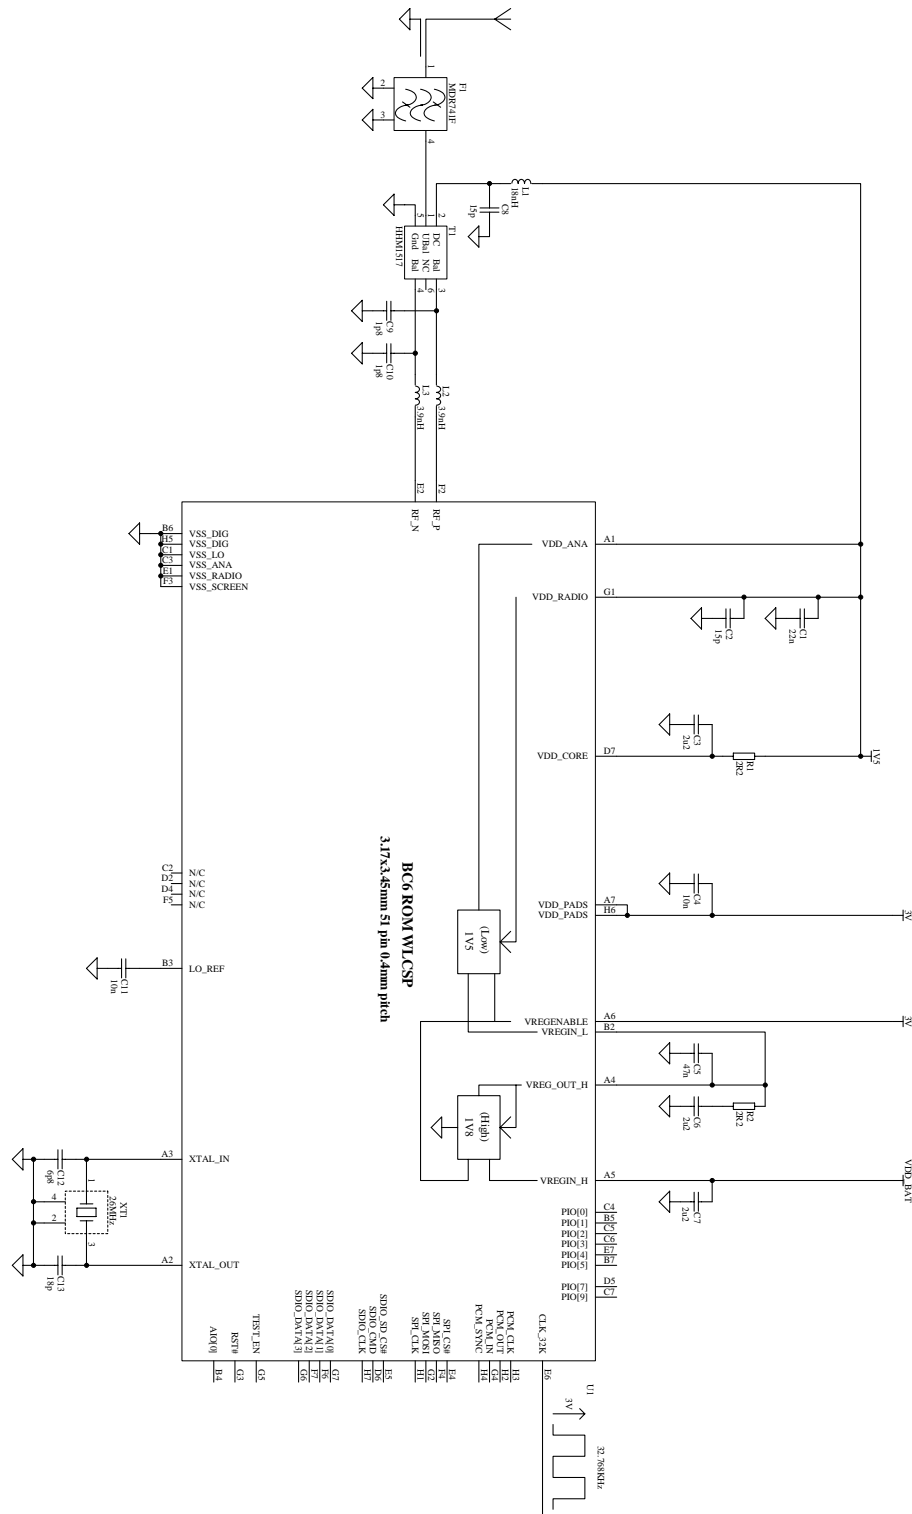 1
F1
MDR741F
2
3
4
L1
18nH
C8
15p
5
1
2
T1
HHM1517
DC Bal
UBal NC
Gnd Bal
4
6
3
C9
1p8
C10
1p8
L3
3.9nH
L2
3.9nH
E2
F2
RF_N
RF_P
B6 VSS_DIG
H5 VSS_DIG
C1 VSS_LO
C3 VSS_ANA
E1 VSS_RADIO
F3 VSS_SCREEN
VDD_ANA A1
VDD_RADIO G1
C2
15p
C1
22n
C3
2u2
VDD_CORE D7
R1
2R2
1V5
BC6 ROM WLCSP
3.17x3.45mm 51 pin 0.4mm pitch
C2 N/C
D2 N/C
D4 N/C
F5 N/C
C4
10n
VDD_PADS A7
VDD_PADS H6
3V
(Low)
1V5
B3 LO_REF
C11
10n
VREGENABLE A6
3V
VREGIN_L B2
C5
47n
VREG_OUT_H A4
C6
2u2
R2
2R2
(High)
1V8
VREGIN_H A5
VDD_BAT
C7
2u2
A3 XTAL_IN
C12
6p8
1
4
2
3
XT1
26MHz
A2 XTAL_OUT
C13
18p
PIO[0] C4
PIO[1] B5
PIO[2] C5
PIO[3] C6
PIO[4] E7
PIO[5] B7
PIO[7] D5
PIO[9] C7
AIO[0] B4
RST# G3
TEST_EN G5
SDIO_DATA[3] G6
SDIO_DATA[2] F7
SDIO_DATA[1] F6
SDIO_DATA[0] G7
SDIO_CLK H7
SDIO_CMD D6
SDIO_SD_CS# E5
SPI_CLK H1
SPI_MOSI G2
SPI_MISO F4
SPI_CS# E4
PCM_SYNC H4
PCM_IN G4
PCM_OUT H2
PCM_CLK H3
CLK_32K E6
U1
3V
32.768KHz